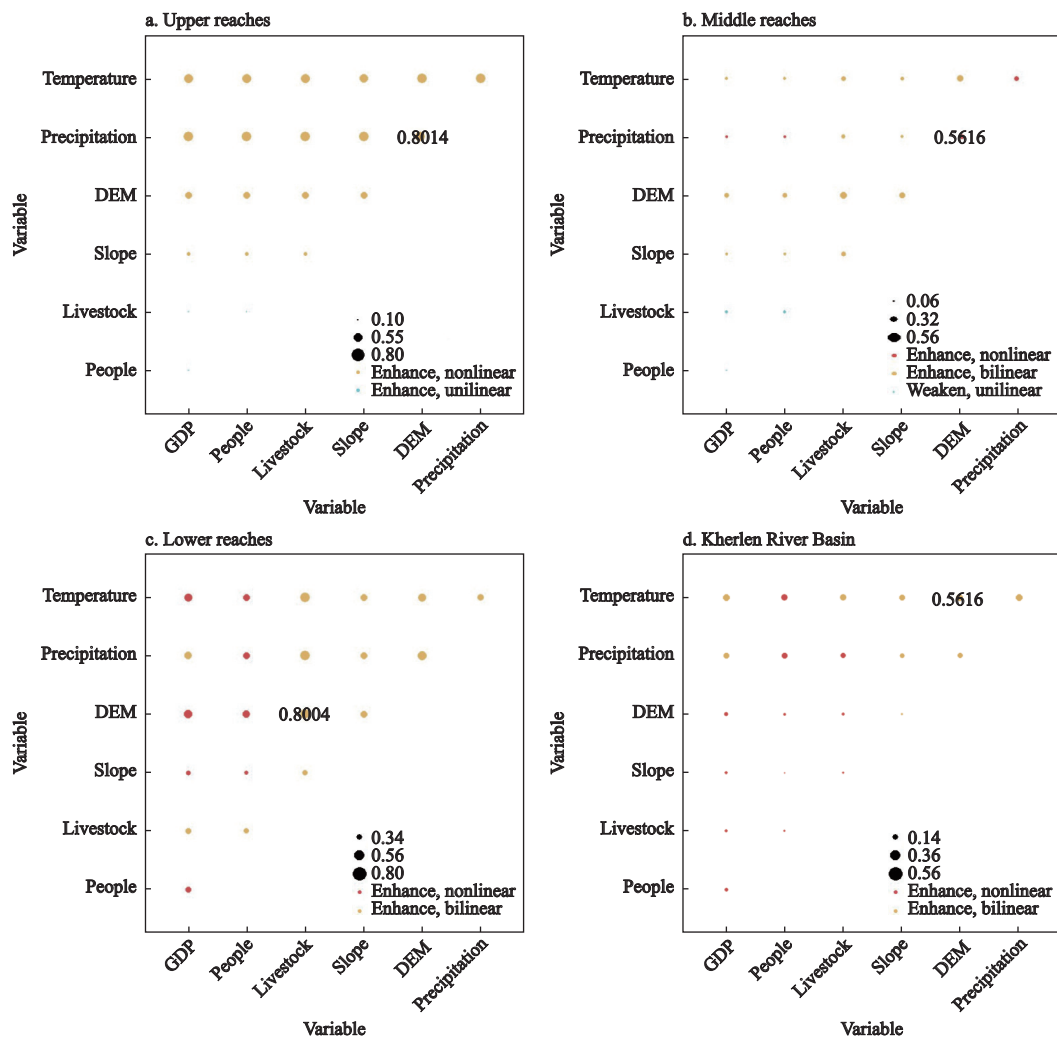 a. Upper reaches
Variable
Temperature
Precipitation
0.8014
DEM
Slope
Livestock
People
0.10
0.55
0.80
Enhance, nonlinear
Enhance, unilinear
GDP
People
Livestock
Slope
DEM
Precipitation
Variable
b. Middle reaches
Variable
Temperature
Precipitation
0.5616
DEM
Slope
Livestock
People
0.06
0.32
0.56
Enhance, nonlinear
Enhance, bilinear
Weaken, unilinear
GDP
People
Livestock
Slope
DEM
Precipitation
Variable
c. Lower reaches
Variable
Temperature
Precipitation
DEM
0.8004
Slope
Livestock
People
0.34
0.56
0.80
Enhance, nonlinear
Enhance, bilinear
GDP
People
Livestock
Slope
DEM
Precipitation
Variable
d. Kherlen River Basin
Variable
Temperature
0.5616
Precipitation
DEM
Slope
Livestock
People
0.14
0.36
0.56
Enhance, nonlinear
Enhance, bilinear
GDP
People
Livestock
Slope
DEM
Precipitation
Variable